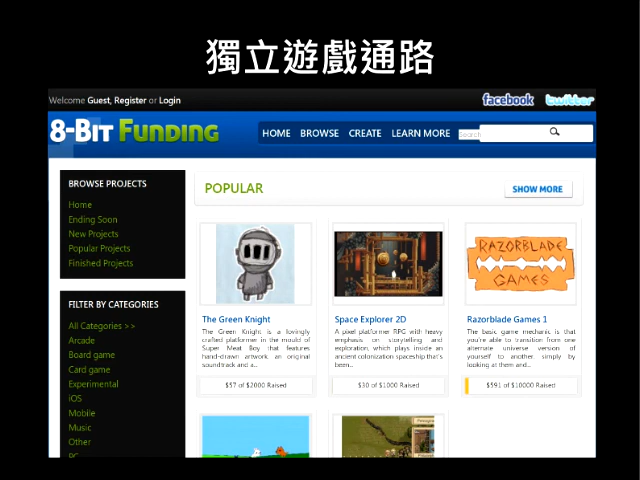 獨立遊戲通路
Welcome Guest, Register or Login
facebook
twitter
8-Bit Funding
HOME BROWSE CREATE LEARN MORE
Search
BROWSE PROJECTS
Home
Ending Soon
New Projects
Popular Projects
Finished Projects
FILTER BY CATEGORIES
All Categories >>
Arcade
Board game
Card game
Experimental
iOS
Mobile
Music
Other
PC
POPULAR
SHOW MORE
The Green Knight
The Green Knight is a lovingly
crafted platformer in the mould of
Super Meat Boy that features
hand-drawn artwork, an original
soundtrack and a...
$57 of $2000 Raised
Space Explorer 2D
A pixel platformer RPG with heavy
emphasis on storytelling and
exploration, which plays inside an
ancient colonization spaceship that's
been...
$30 of $1000 Raised
RAZORBLADE
GAMES
Razorblade Games 1
The basic game mechanic is that
you're able to transition from one
alternate universe version of
yourself to another simply by
looking at them and...
$591 of $10000 Raised